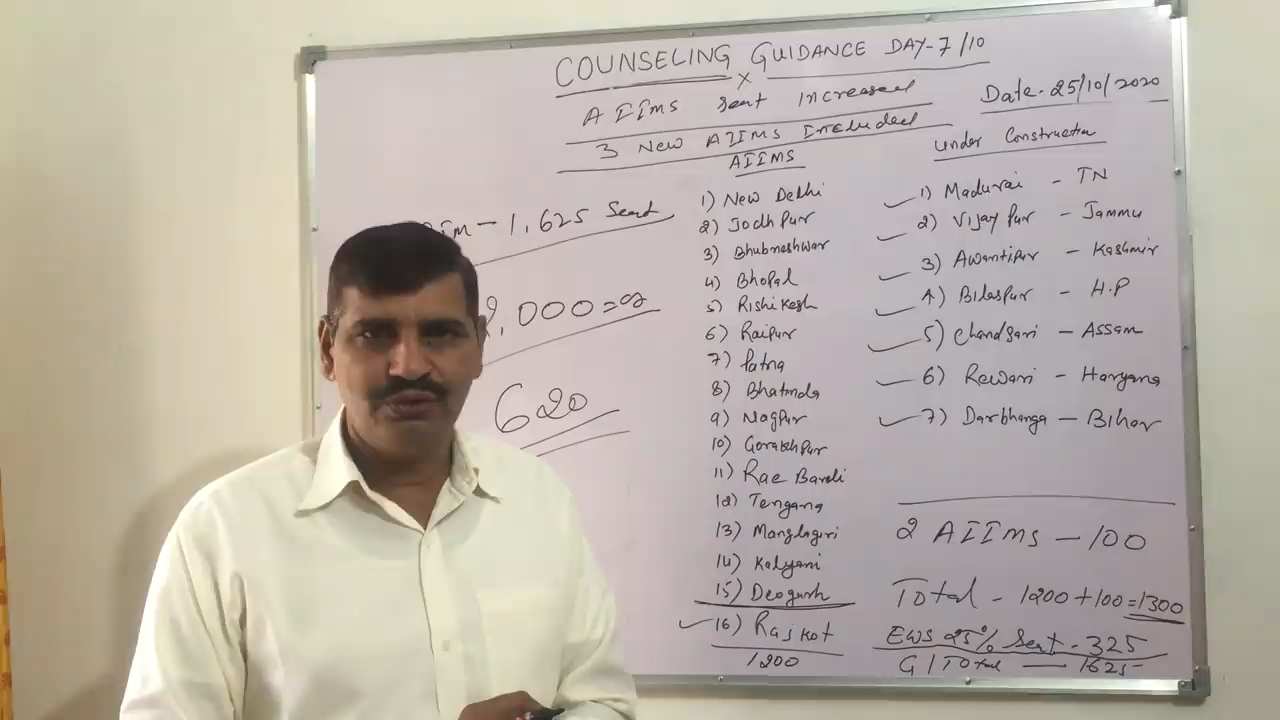 COUNSELING GUIDANCE DAY-7/10
x
Date-25/10/2020
AIIMS Seat Increased
3 New AIIMS Included
AIIMS
1) New Delhi
2) Jodhpur
3) Bhubneshwar
4) Bhopal
5) Rishikesh
6) Raipur
7) Patna
8) Bhatinda
9) Nagpur
10) Gorakhpur
11) Rae Bareli
12) Tengana
13) Manglagiri
14) Kalyani
15) Deogarh
16) Rajkot
1200
Under Construction
1) Madurai - TN
2) Vijaypur - Jammu
3) Awantipur - Kashmir
4) Bilaspur - H.P
5) Changsari - Assam
6) Rewari - Haryana
7) Darbhanga - Bihar
2 AIIMS - 100
Total - 1200+100=1300
EWS 25% Seat - 325
G/Total - 1625
- 1,625 Seat
620